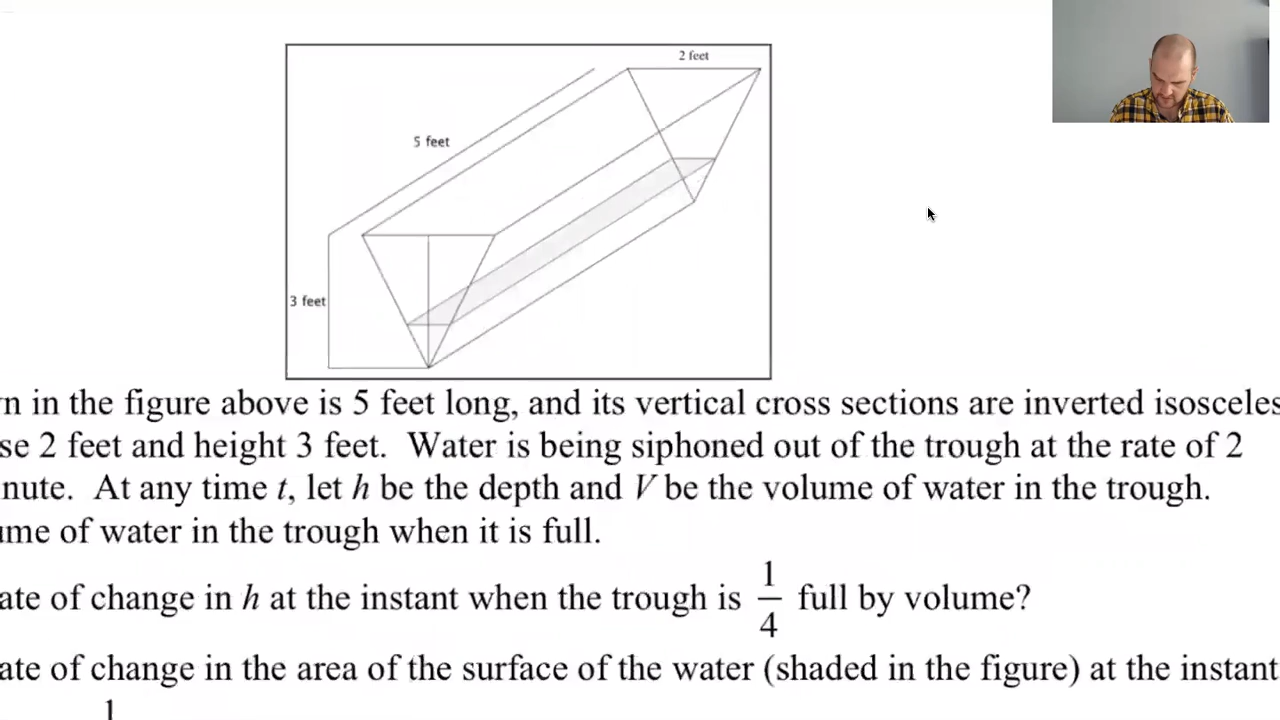 2 feet
5 feet
3 feet
n in the figure above is 5 feet long, and its vertical cross sections are inverted isosceles
se 2 feet and height 3 feet. Water is being siphoned out of the trough at the rate of 2
nute. At any time t, let h be the depth and V be the volume of water in the trough.
ume of water in the trough when it is full.
ate of change in h at the instant when the trough is 1/4 full by volume?
ate of change in the area of the surface of the water (shaded in the figure) at the instant
1